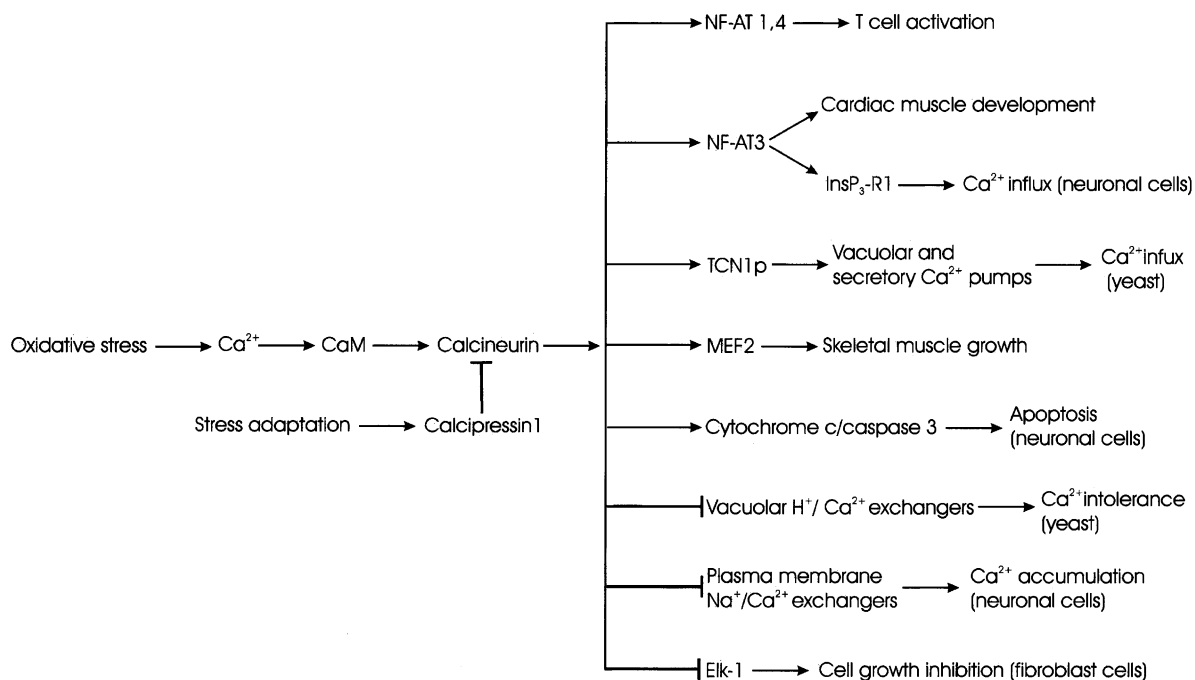 NF-AT 1,4
T cell activation
Cardiac muscle development
NF-AT3
InsP₃-R1
Ca²⁺ influx (neuronal cells)
TCN1p
Vacuolar and
secretory Ca²⁺ pumps
Ca²⁺infux
(yeast)
Oxidative stress
Ca²⁺
CaM
Calcineurin
MEF2
Skeletal muscle growth
Stress adaptation
Calcipressin1
Cytochrome c/caspase 3
Apoptosis
(neuronal cells)
Vacuolar H⁺/ Ca²⁺ exchangers
Ca²⁺intolerance
(yeast)
Plasma membrane
Na⁺/Ca²⁺ exchangers
Ca²⁺ accumulation
(neuronal cells)
Elk-1
Cell growth inhibition (fibroblast cells)